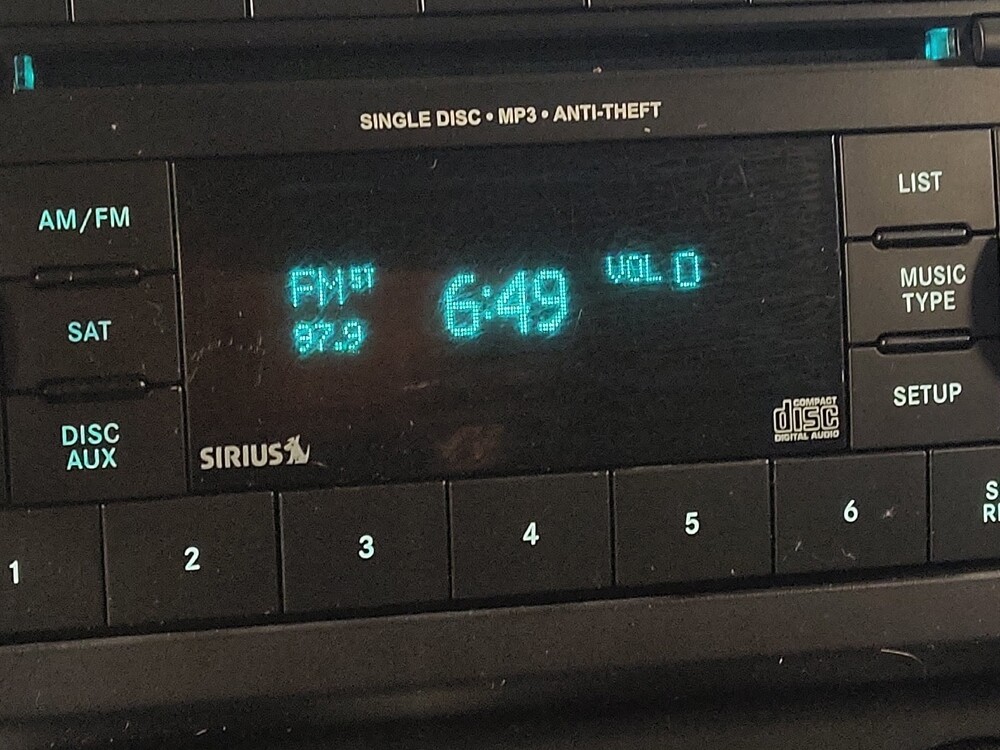 SINGLE DISC • MP3 • ANTI-THEFT
AM/FM
SAT
DISC
AUX
FM ST
97.9
6:49
VOL 0
SIRIUS
COMPACT
disc
DIGITAL AUDIO
LIST
MUSIC
TYPE
SETUP
1
2
3
4
5
6